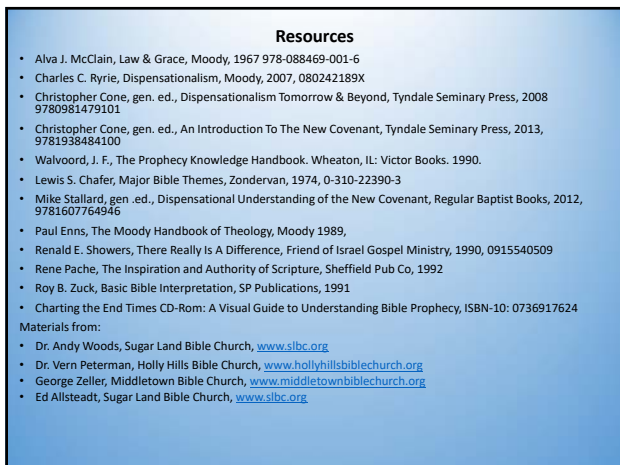 Resources
• Alva J. McClain, Law & Grace, Moody, 1967 978-088469-001-6
• Charles C. Ryrie, Dispensationalism, Moody, 2007, 080242189X
• Christopher Cone, gen. ed., Dispensationalism Tomorrow & Beyond, Tyndale Seminary Press, 2008
9780981479101
• Christopher Cone, gen. ed., An Introduction To The New Covenant, Tyndale Seminary Press, 2013,
9781938484100
• Walvoord, J. F., The Prophecy Knowledge Handbook. Wheaton, IL: Victor Books. 1990.
• Lewis S. Chafer, Major Bible Themes, Zondervan, 1974, 0-310-22390-3
• Mike Stallard, gen .ed., Dispensational Understanding of the New Covenant, Regular Baptist Books, 2012,
9781607764946
• Paul Enns, The Moody Handbook of Theology, Moody 1989,
• Renald E. Showers, There Really Is A Difference, Friend of Israel Gospel Ministry, 1990, 0915540509
• Rene Pache, The Inspiration and Authority of Scripture, Sheffield Pub Co, 1992
• Roy B. Zuck, Basic Bible Interpretation, SP Publications, 1991
• Charting the End Times CD-Rom: A Visual Guide to Understanding Bible Prophecy, ISBN-10: 0736917624
Materials from:
• Dr. Andy Woods, Sugar Land Bible Church, www.slbc.org
• Dr. Vern Peterman, Holly Hills Bible Church, www.hollyhillsbiblechurch.org
• George Zeller, Middletown Bible Church, www.middletownbiblechurch.org
• Ed Allsteadt, Sugar Land Bible Church, www.slbc.org